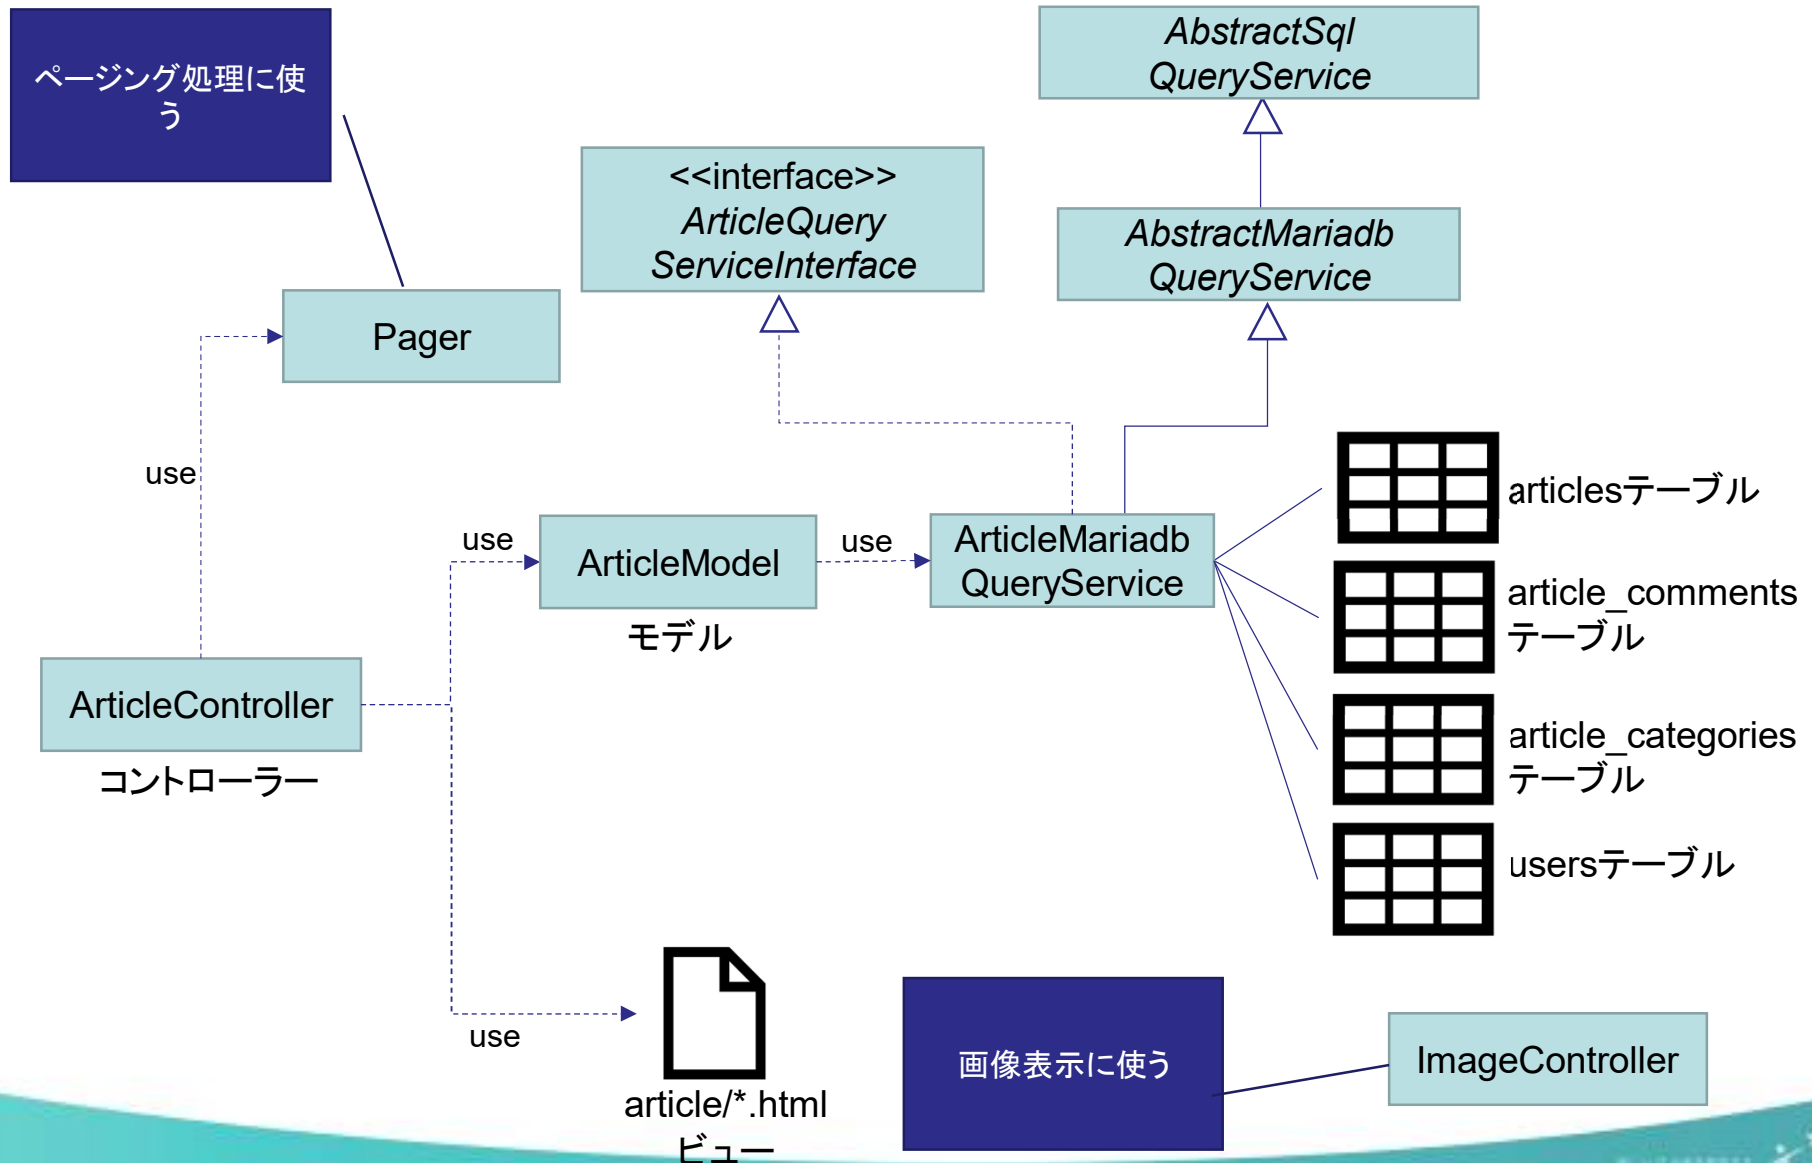 ページング処理に使
う
AbstractSql
QueryService
<<interface>>
ArticleQuery
ServiceInterface
AbstractMariadb
QueryService
Pager
use
use
ArticleModel
モデル
use
ArticleMariadb
QueryService
articlesテーブル
article_comments
テーブル
article_categories
テーブル
usersテーブル
ArticleController
コントローラー
use
article/*.html
ビュー
画像表示に使う
ImageController